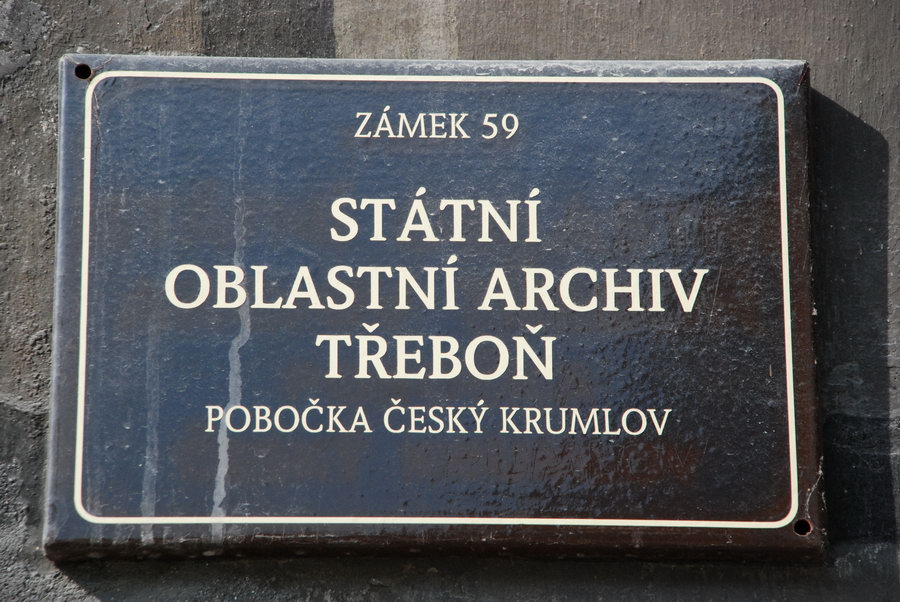 ZÁMEK 59
STÁTNÍ
OBLASTNÍ ARCHIV
TŘEBOŇ
POBOČKA ČESKÝ KRUMLOV